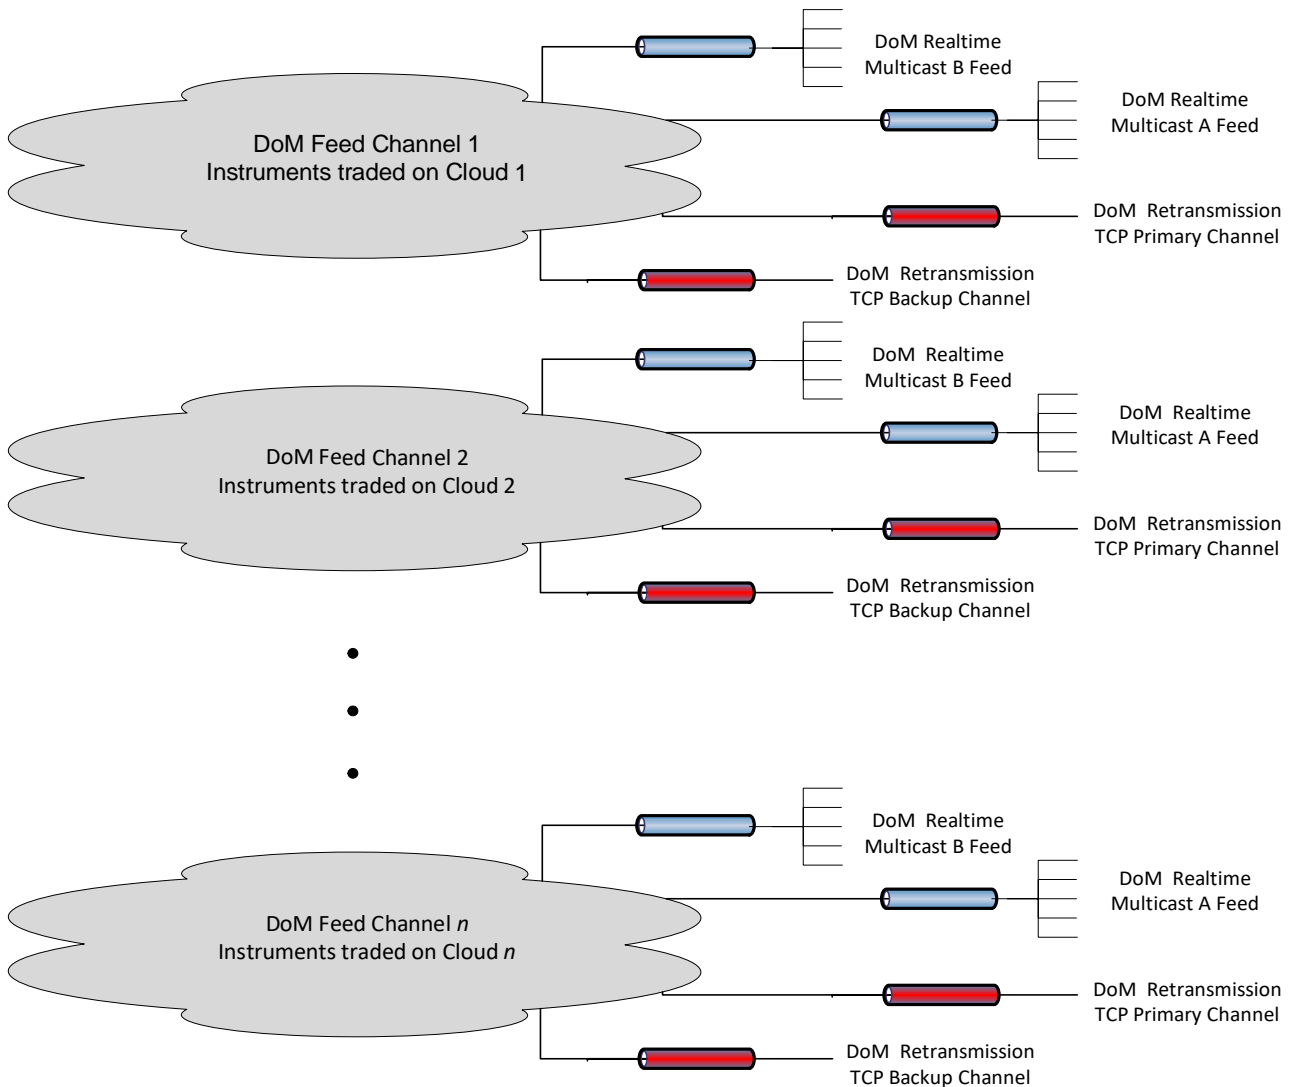 DoM Realtime
Multicast B Feed
DoM Realtime
Multicast A Feed
DoM Feed Channel 1
Instruments traded on Cloud 1
DoM Retransmission
TCP Primary Channel
DoM Retransmission
TCP Backup Channel
DoM Realtime
Multicast B Feed
DoM Realtime
Multicast A Feed
DoM Feed Channel 2
Instruments traded on Cloud 2
DoM Retransmission
TCP Primary Channel
DoM Retransmission
TCP Backup Channel
DoM Realtime
Multicast B Feed
DoM Realtime
Multicast A Feed
DoM Feed Channel n
Instruments traded on Cloud n
DoM Retransmission
TCP Primary Channel
DoM Retransmission
TCP Backup Channel